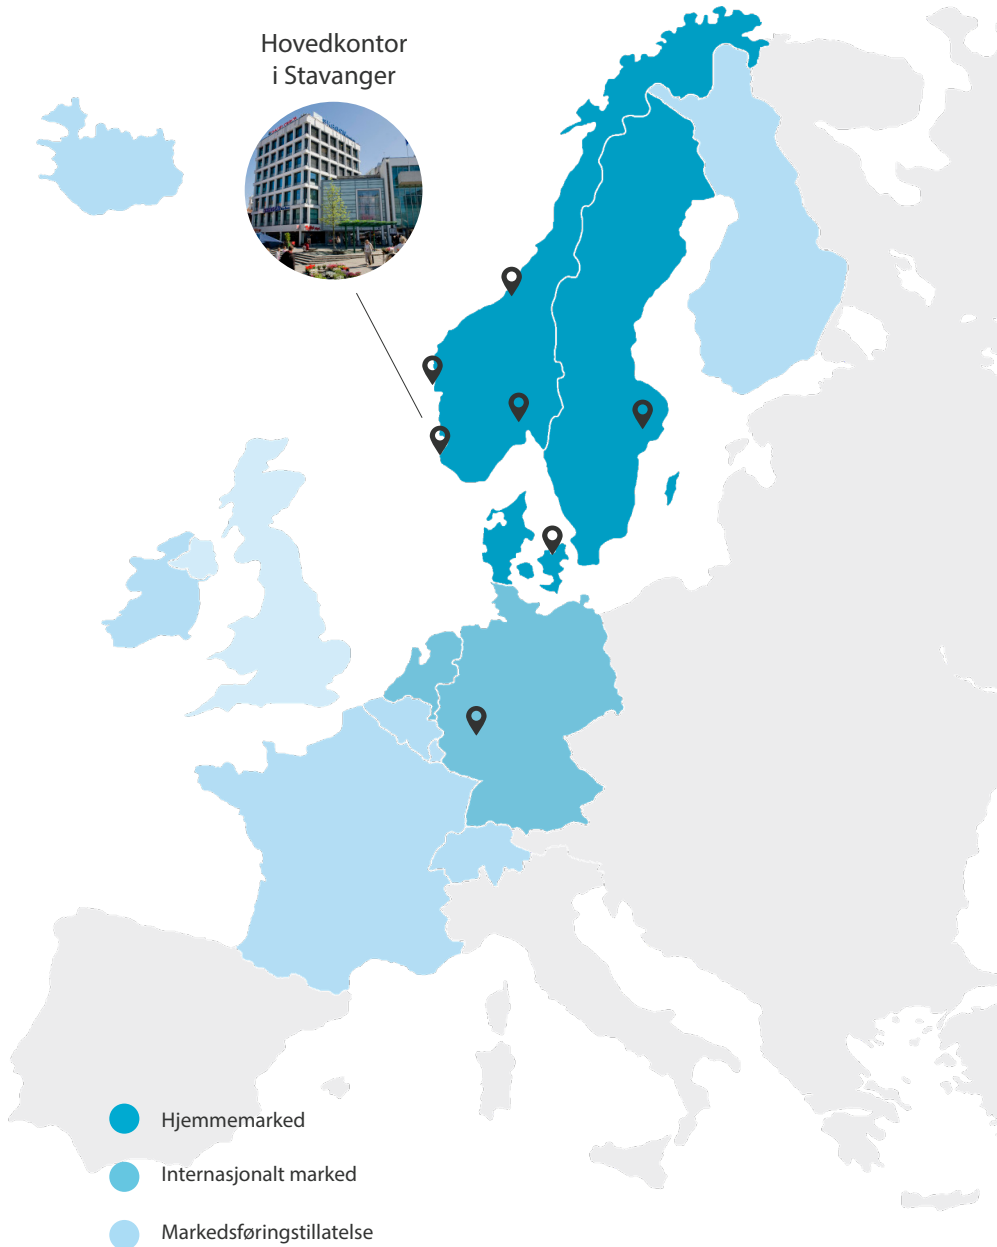 Hovedkontor
i Stavanger
Hjemmemarked
Internasjonalt marked
Markedsføringstillatelse